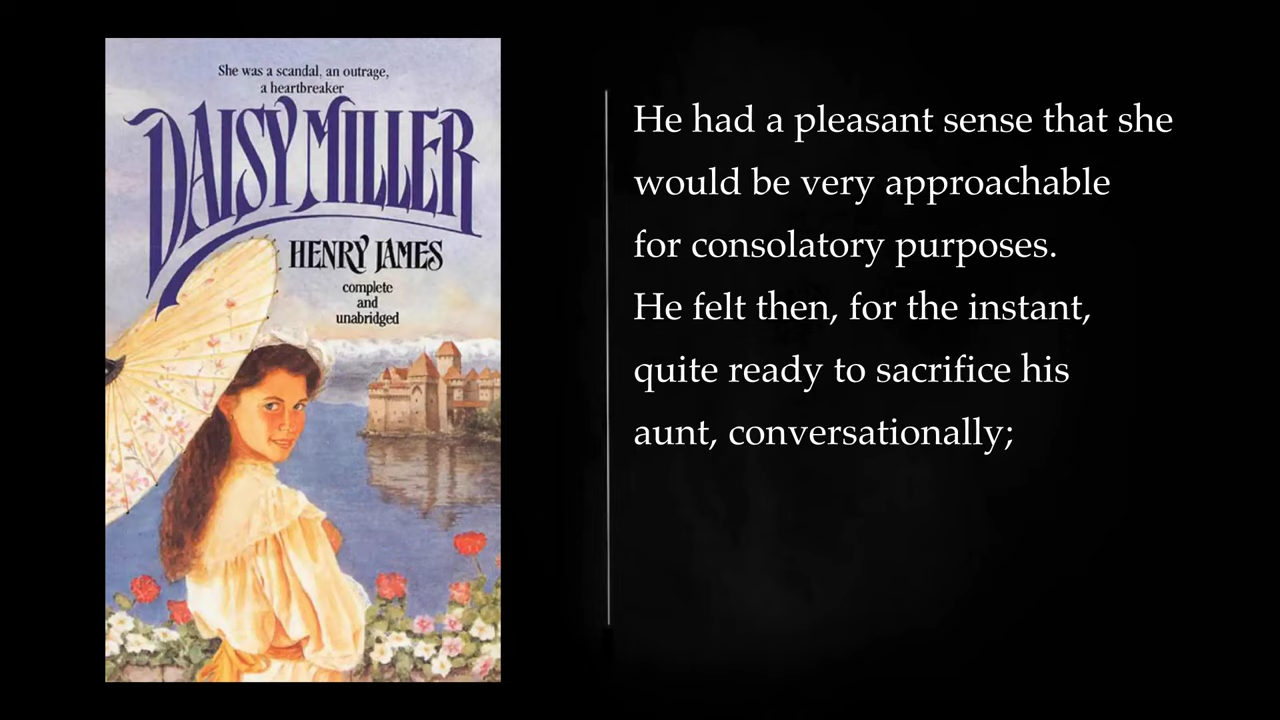 She was a scandal, an outrage,
a heartbreaker
DAISY MILLER
HENRY JAMES
complete
and
unabridged
He had a pleasant sense that she
would be very approachable
for consolatory purposes.
He felt then, for the instant,
quite ready to sacrifice his
aunt, conversationally;